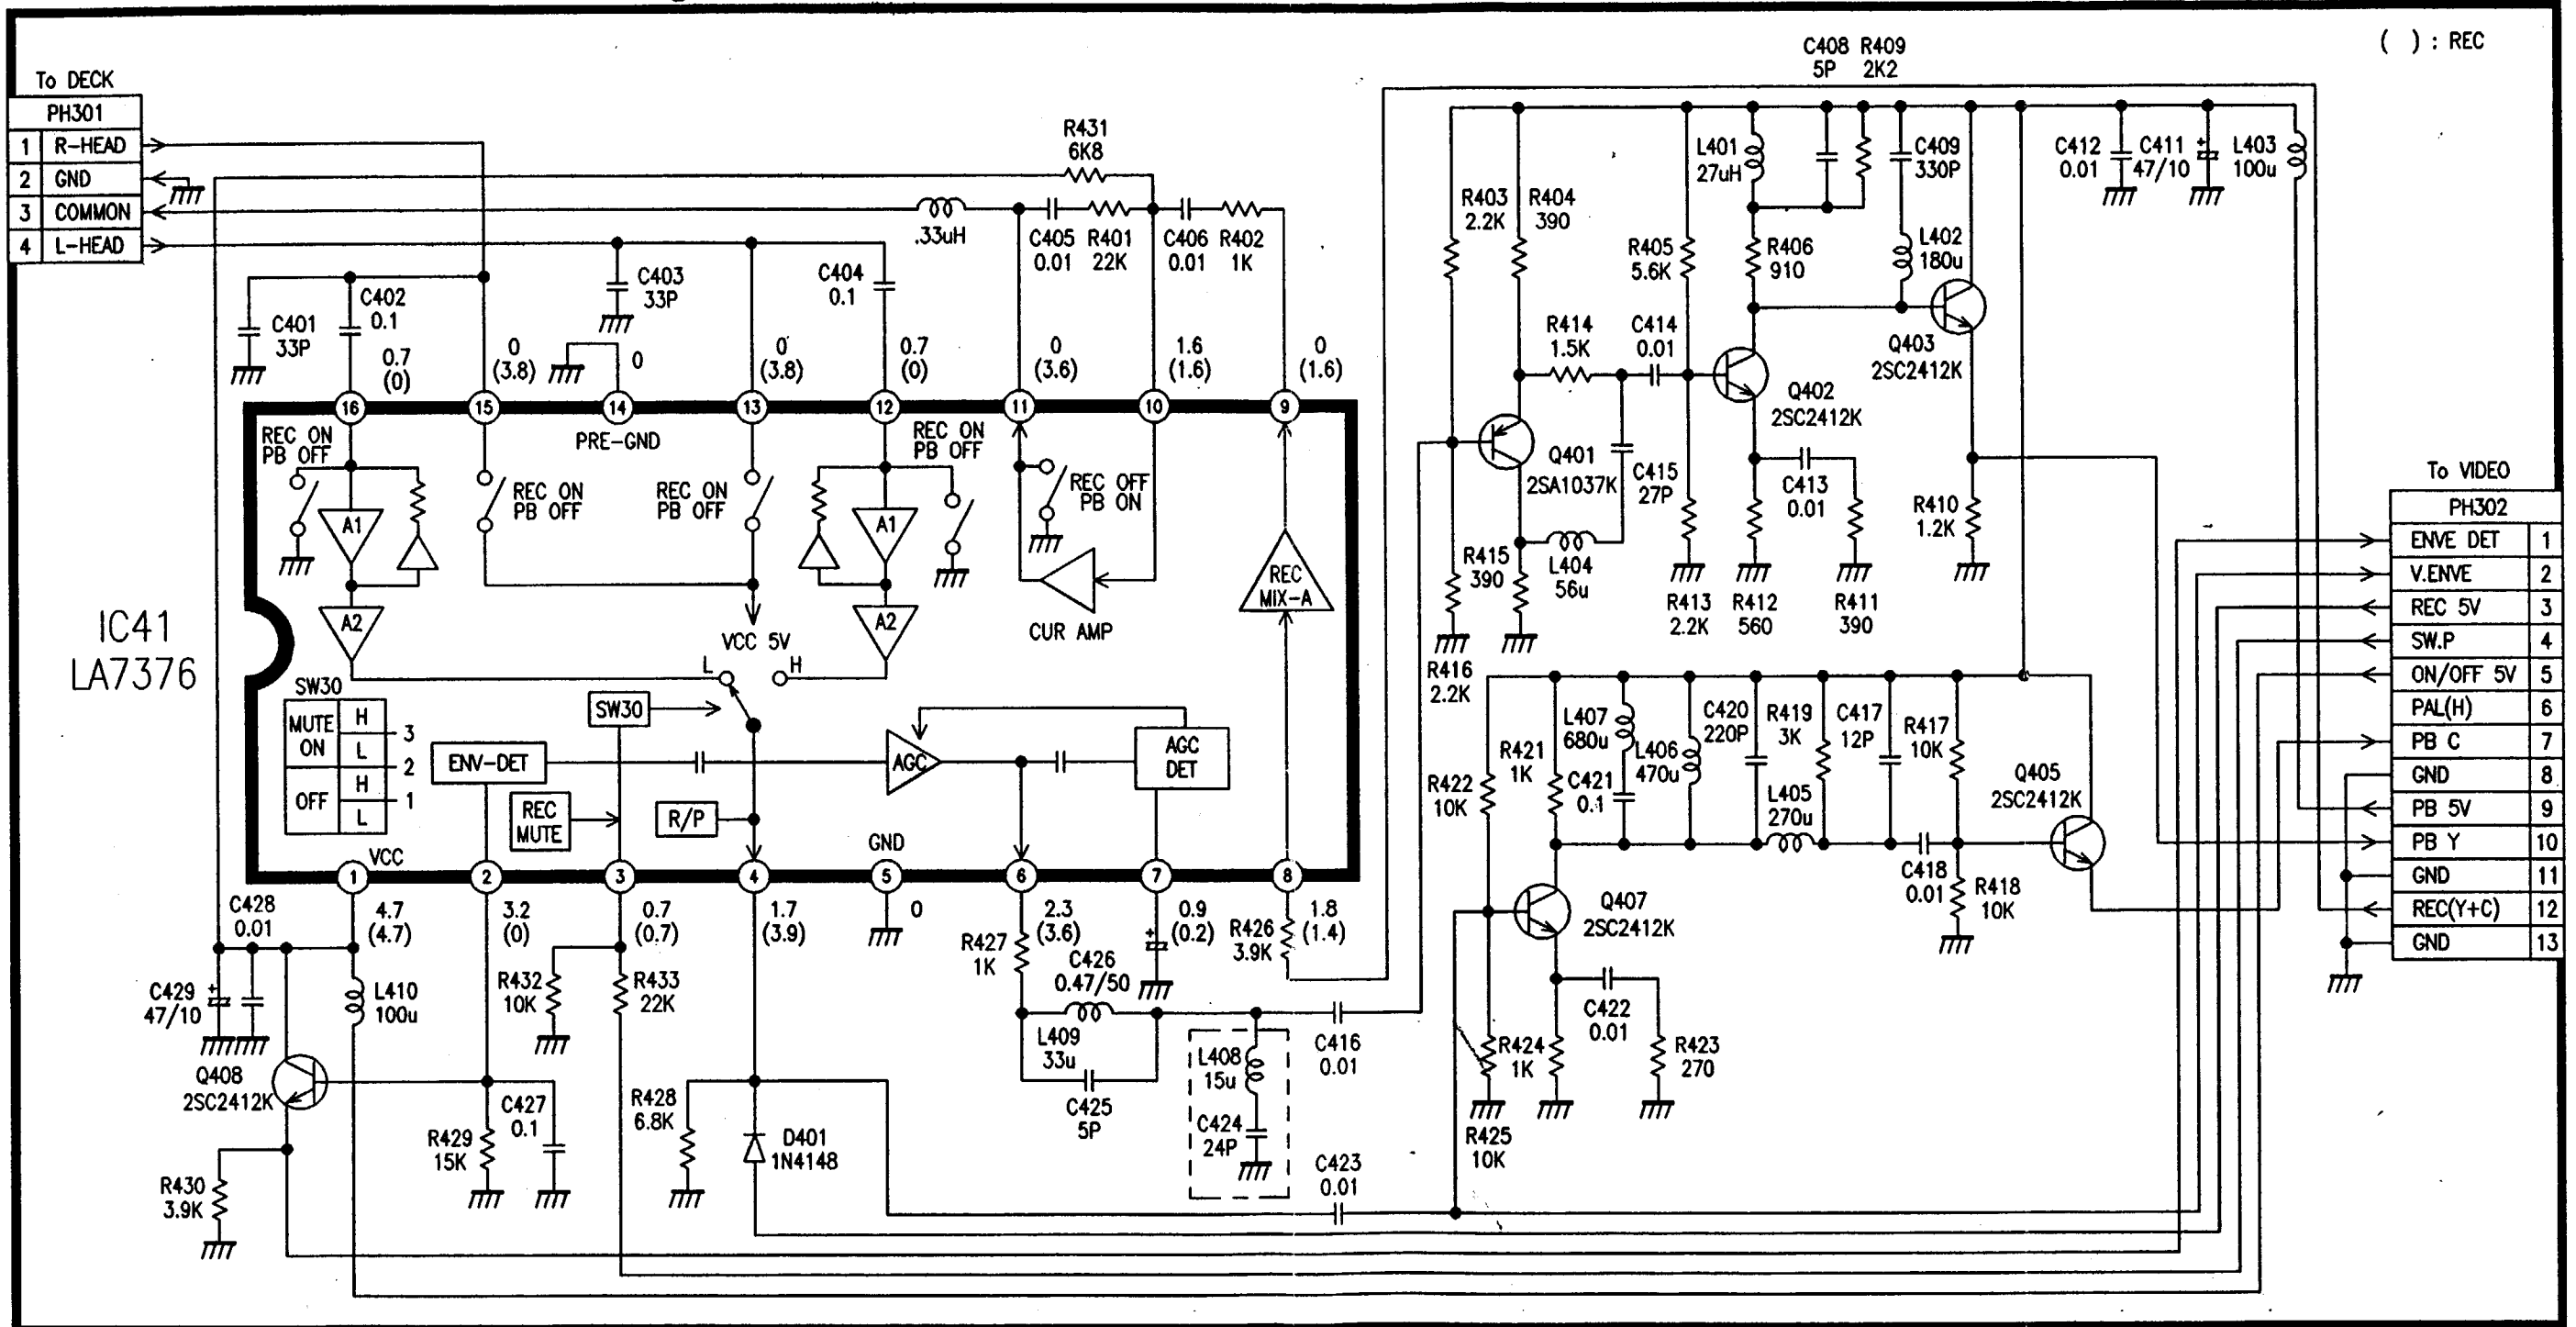 ( ) : REC
To DECK
PH301
1 R-HEAD
2 GND
3 COMMON
4 L-HEAD
R431
6K8
.33uH
C405
0.01
R401
22K
C406
0.01
R402
1K
C401
33P
C402
0.1
C403
33P
C404
0.1
0.7
(0)
0
(3.8)
0
0
(3.8)
0.7
(0)
0
(3.6)
1.6
(1.6)
0
(1.6)
16
15
14
13
12
11
10
9
REC ON
PB OFF
REC ON
PB OFF
PRE-GND
REC ON
PB OFF
REC ON
PB OFF
REC OFF
PB ON
A1
A1
A2
A2
CUR AMP
REC
MIX-A
VCC 5V
L
H
IC41
LA7376
SW30
MUTE
ON
H
L
OFF
H
L
3
2
1
ENV-DET
SW30
REC
MUTE
R/P
AGC
AGC
DET
VCC
GND
1
2
3
4
5
6
7
8
4.7
(4.7)
3.2
(0)
0.7
(0.7)
1.7
(3.9)
0
2.3
(3.6)
0.9
(0.2)
1.8
(1.4)
C428
0.01
C429
47/10
L410
100u
Q408
2SC2412K
R430
3.9K
R429
15K
C427
0.1
R432
10K
R433
22K
R428
6.8K
D401
1N4148
R427
1K
C426
0.47/50
R426
3.9K
L409
33u
C425
5P
L408
15u
C424
24P
C416
0.01
C423
0.01
C408
5P
R409
2K2
R403
2.2K
R404
390
R405
5.6K
L401
27uH
R406
910
C409
330P
L402
180u
C412
0.01
C411
47/10
L403
100u
R414
1.5K
C414
0.01
Q401
2SA1037K
C415
27P
Q402
2SC2412K
Q403
2SC2412K
C413
0.01
R410
1.2K
R415
390
L404
56u
R413
2.2K
R412
560
R411
390
R416
2.2K
R422
10K
R421
1K
L407
680u
C421
0.1
L406
470u
C420
220P
R419
3K
C417
12P
R417
10K
L405
270u
Q405
2SC2412K
C418
0.01
R418
10K
Q407
2SC2412K
C422
0.01
R424
1K
R423
270
R425
10K
To VIDEO
PH302
ENVE DET 1
V.ENVE 2
REC 5V 3
SW.P 4
ON/OFF 5V 5
PAL(H) 6
PB C 7
GND 8
PB 5V 9
PB Y 10
GND 11
REC(Y+C) 12
GND 13